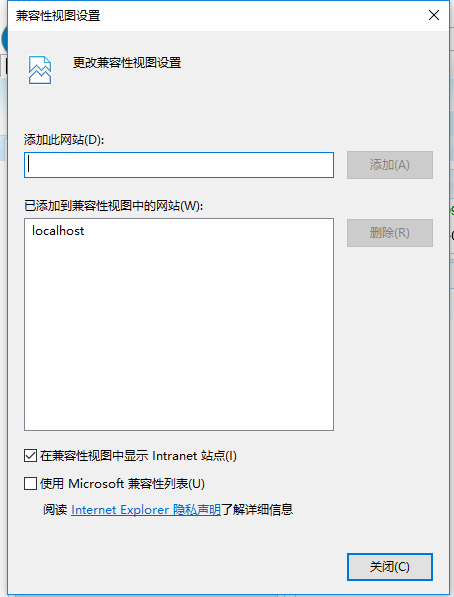 兼容性视图设置
更改兼容性视图设置
添加此网站(D):
添加(A)
已添加到兼容性视图中的网站(W):
localhost
删除(R)
在兼容性视图中显示 Intranet 站点(I)
使用 Microsoft 兼容性列表(U)
阅读 Internet Explorer 隐私声明了解详细信息
关闭(C)